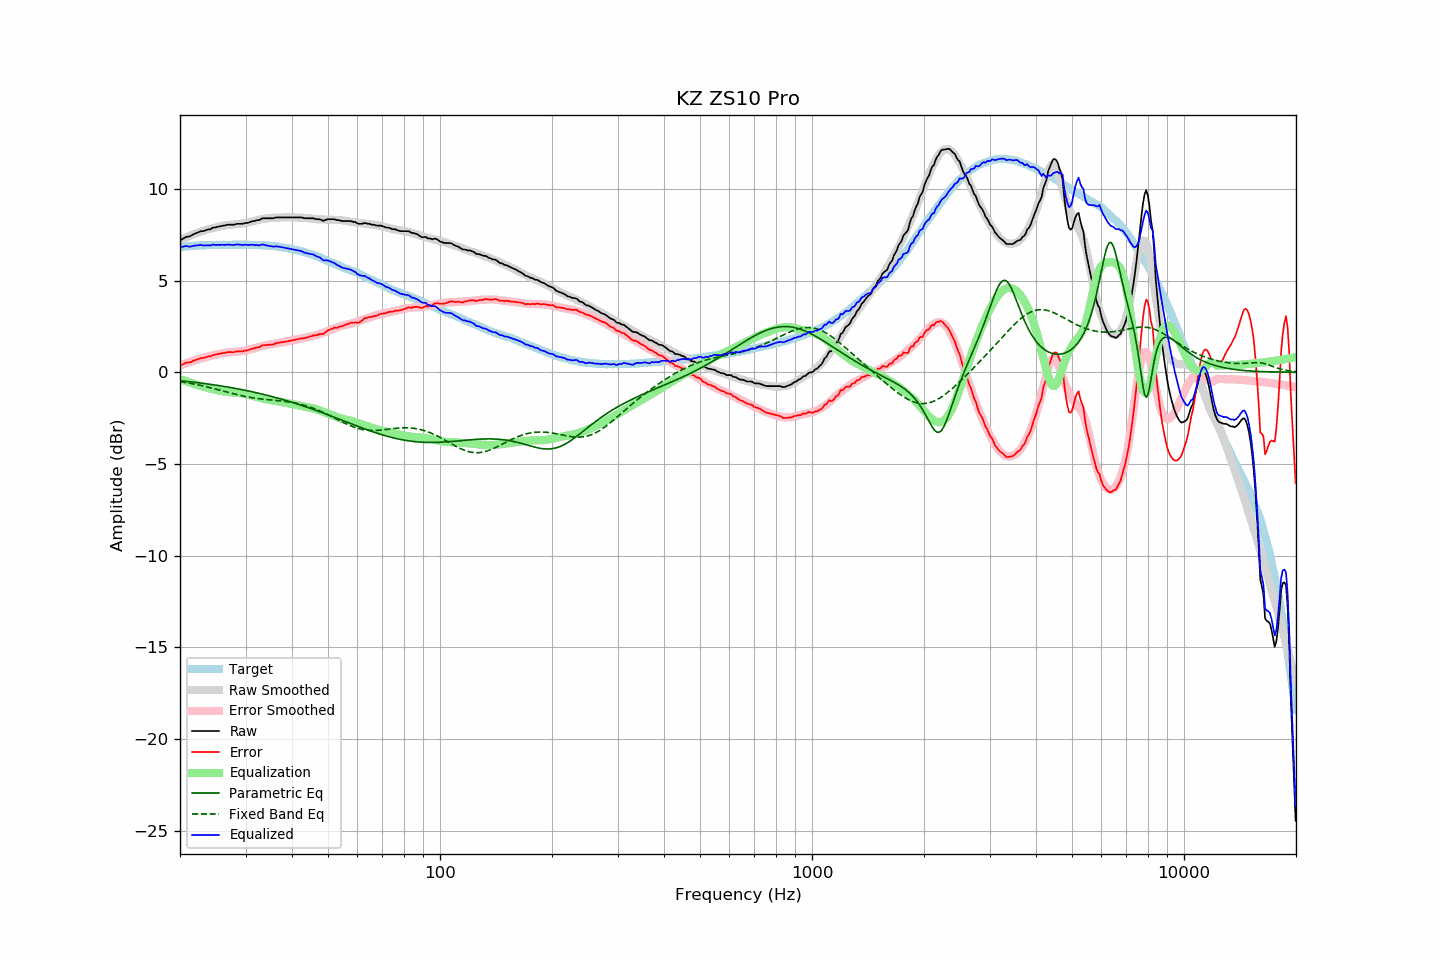 KZ ZS10 Pro
Amplitude (dBr)
10
5
0
−5
−10
−15
−20
−25
Target
Raw Smoothed
Error Smoothed
Raw
Error
Equalization
Parametric Eq
Fixed Band Eq
Equalized
100
1000
10000
Frequency (Hz)